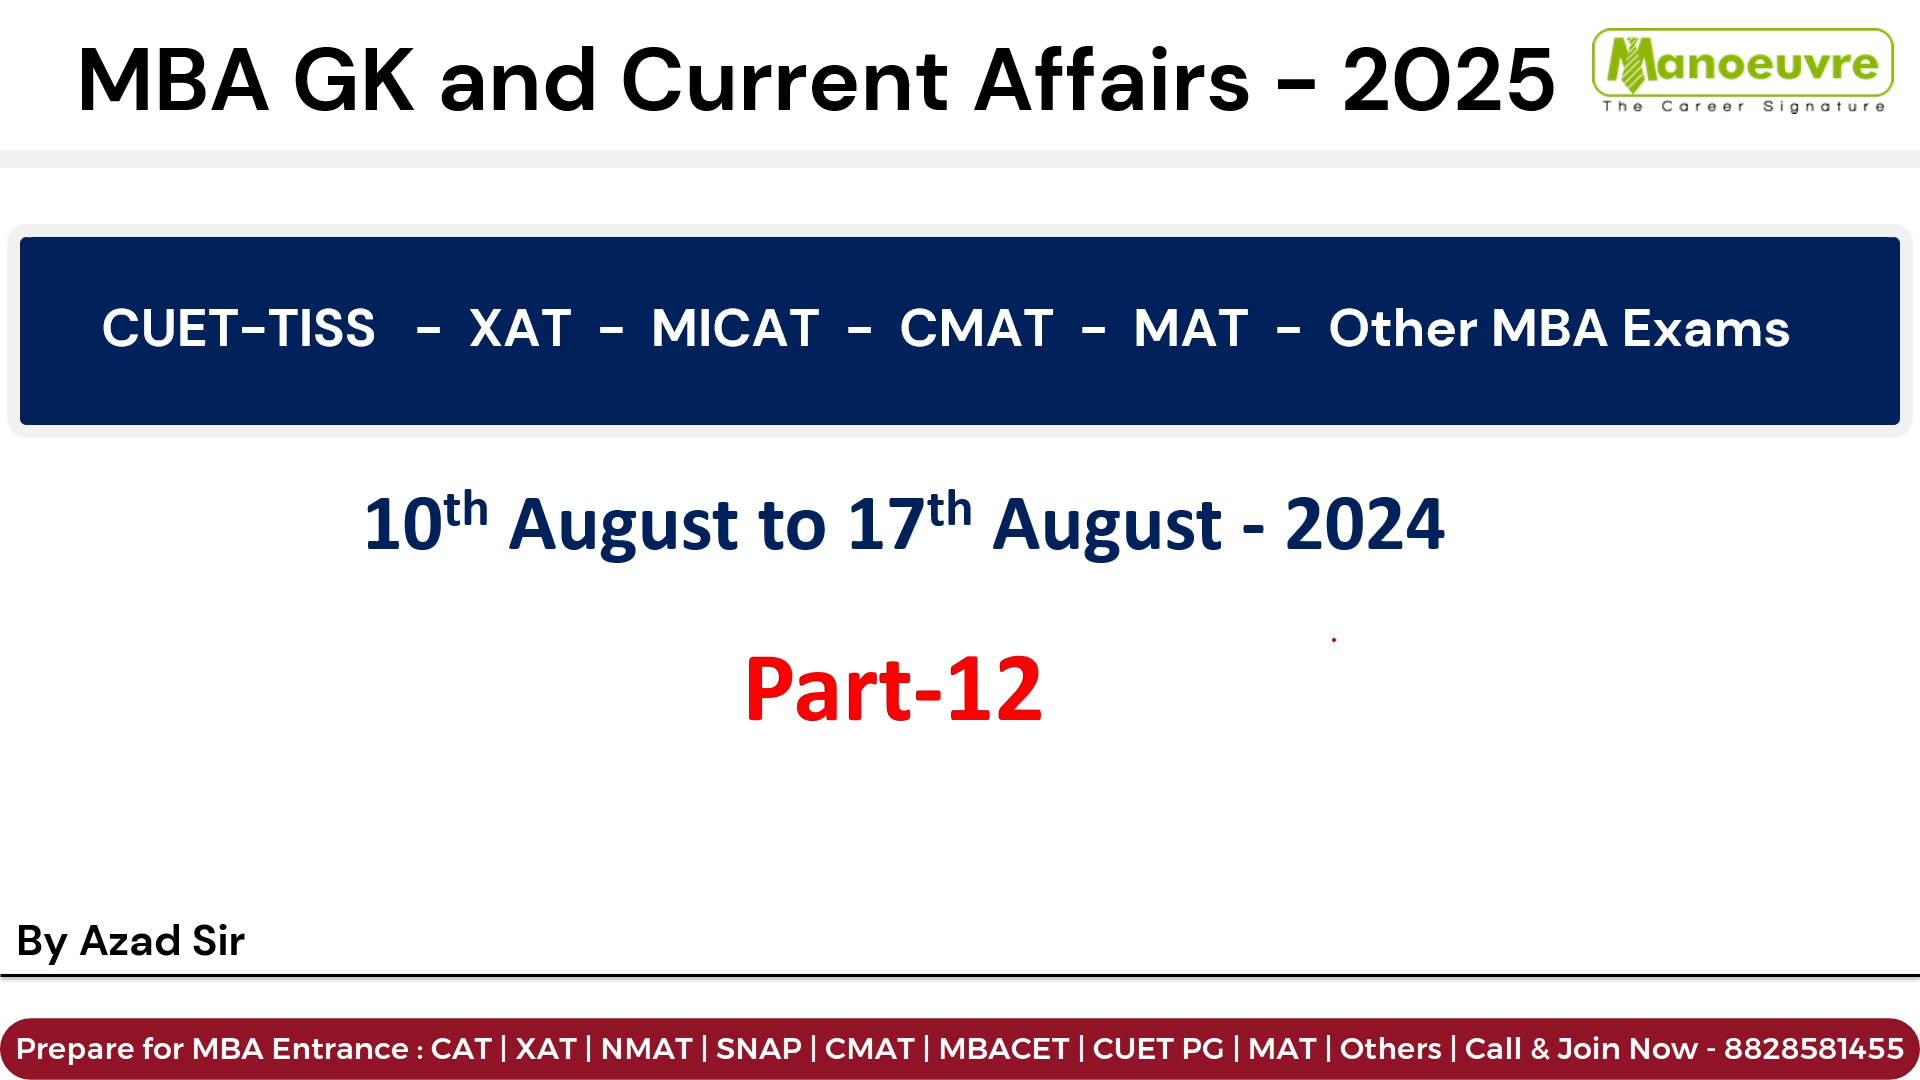 MBA GK and Current Affairs - 2025
Manoeuvre
The Career Signature
CUET-TISS - XAT - MICAT - CMAT - MAT - Other MBA Exams
10th August to 17th August - 2024
Part-12
By Azad Sir
Prepare for MBA Entrance : CAT | XAT | NMAT | SNAP | CMAT | MBACET | CUET PG | MAT | Others | Call & Join Now - 8828581455